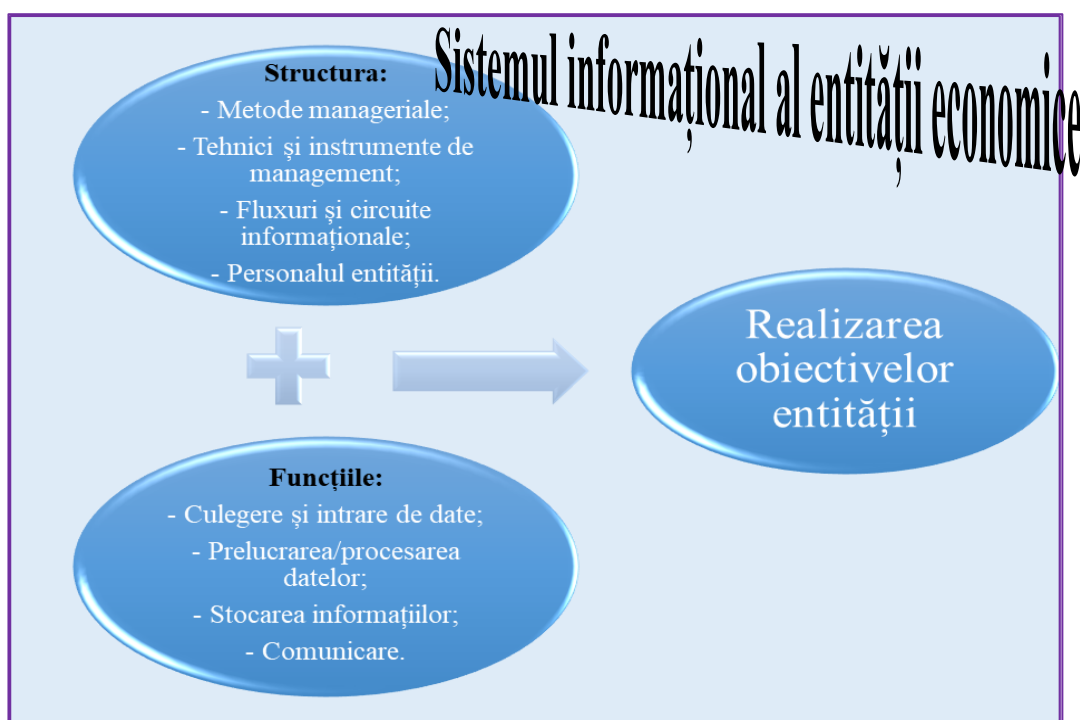 Sistemul informațional al entității economice
Structura:
- Metode manageriale;
- Tehnici și instrumente de
management;
- Fluxuri și circuite
informaționale;
- Personalul entității.
Realizarea
obiectivelor
entității
Funcțiile:
- Culegere și intrare de date;
- Prelucrarea/procesarea
datelor;
- Stocarea informațiilor;
- Comunicare.